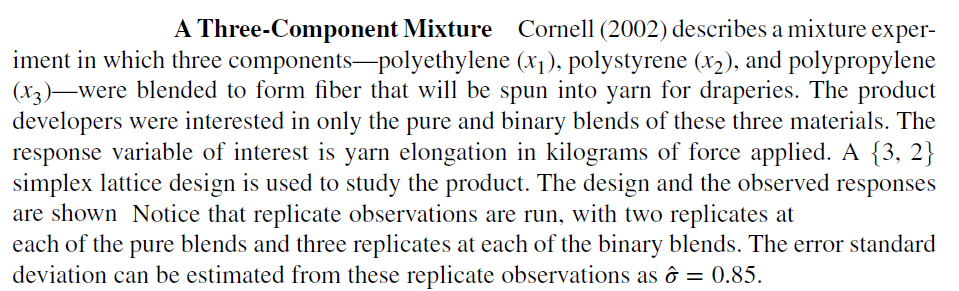 A Three-Component Mixture Cornell (2002) describes a mixture exper-
iment in which three components—polyethylene (x₁), polystyrene (x₂), and polypropylene
(x₃)—were blended to form fiber that will be spun into yarn for draperies. The product
developers were interested in only the pure and binary blends of these three materials. The
response variable of interest is yarn elongation in kilograms of force applied. A {3, 2}
simplex lattice design is used to study the product. The design and the observed responses
are shown Notice that replicate observations are run, with two replicates at
each of the pure blends and three replicates at each of the binary blends. The error standard
deviation can be estimated from these replicate observations as σ̂ = 0.85.